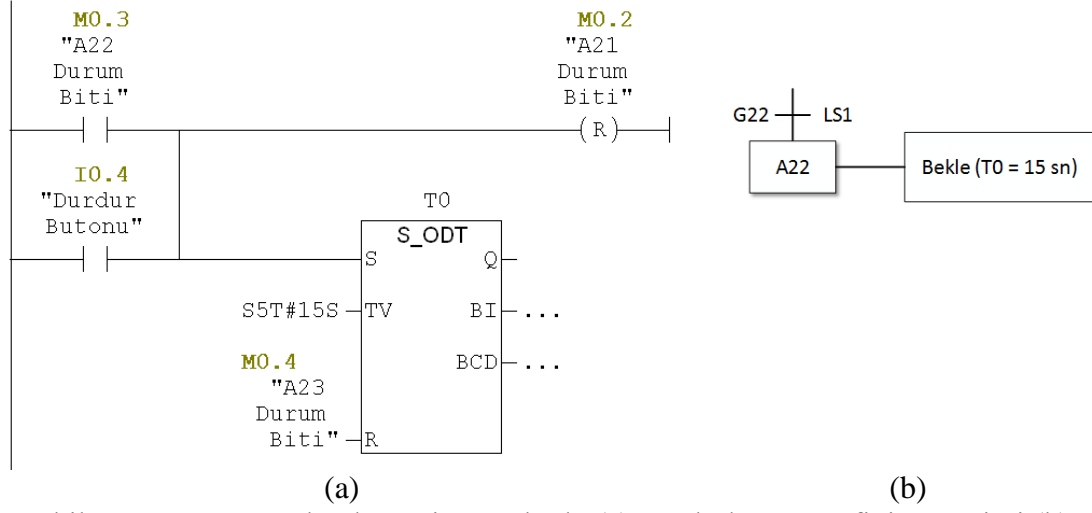 M0.3
"A22
Durum
Biti"
M0.2
"A21
Durum
Biti"
(R)
I0.4
"Durdur
Butonu"
T0
S_ODT
S
Q
S5T#15S
TV
BI
...
M0.4
"A23
Durum
Biti"
BCD
...
R
(a)
G22
LS1
A22
Bekle (T0 = 15 sn)
(b)